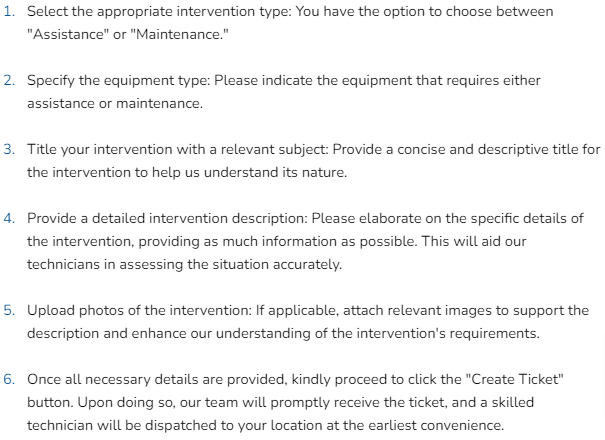 1. Select the appropriate intervention type: You have the option to choose between
"Assistance" or "Maintenance."
2. Specify the equipment type: Please indicate the equipment that requires either
assistance or maintenance.
3. Title your intervention with a relevant subject: Provide a concise and descriptive title for
the intervention to help us understand its nature.
4. Provide a detailed intervention description: Please elaborate on the specific details of
the intervention, providing as much information as possible. This will aid our
technicians in assessing the situation accurately.
5. Upload photos of the intervention: If applicable, attach relevant images to support the
description and enhance our understanding of the intervention's requirements.
6. Once all necessary details are provided, kindly proceed to click the "Create Ticket"
button. Upon doing so, our team will promptly receive the ticket, and a skilled
technician will be dispatched to your location at the earliest convenience.